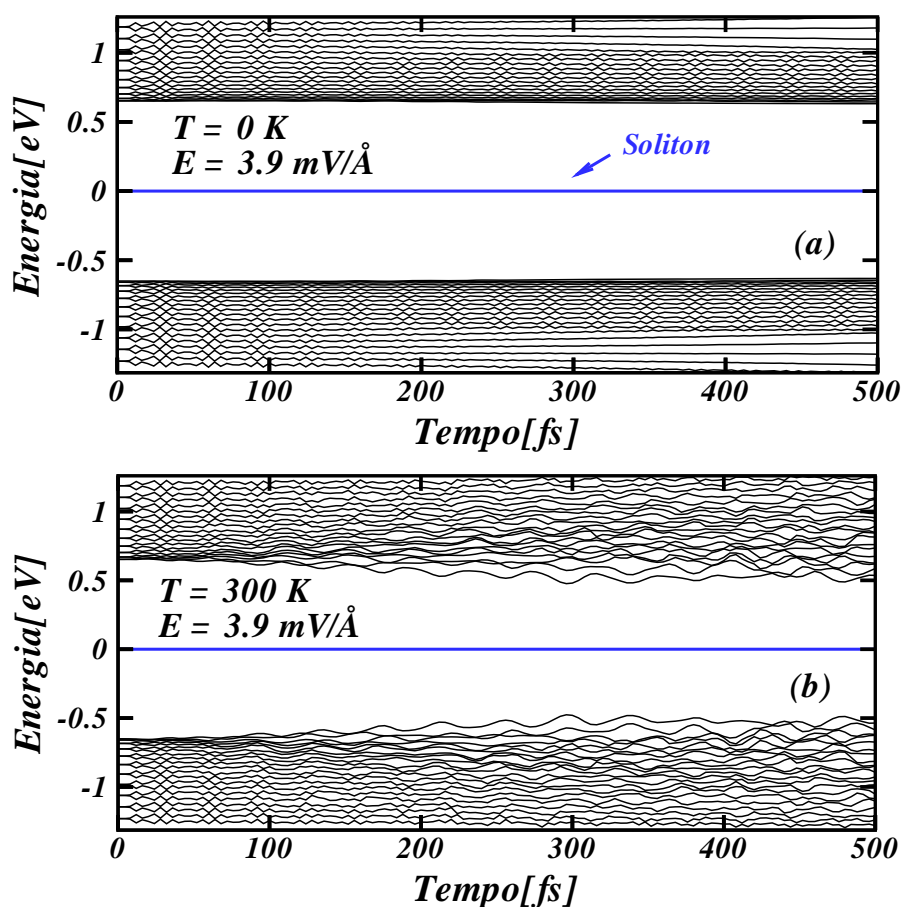 1
0.5
0
-0.5
-1
Energia[eV]
T = 0 K
E = 3.9 mV/Å
Soliton
(a)
0 100 200 300 400 500
Tempo[fs]
1
0.5
0
-0.5
-1
Energia[eV]
T = 300 K
E = 3.9 mV/Å
(b)
0 100 200 300 400 500
Tempo[fs]